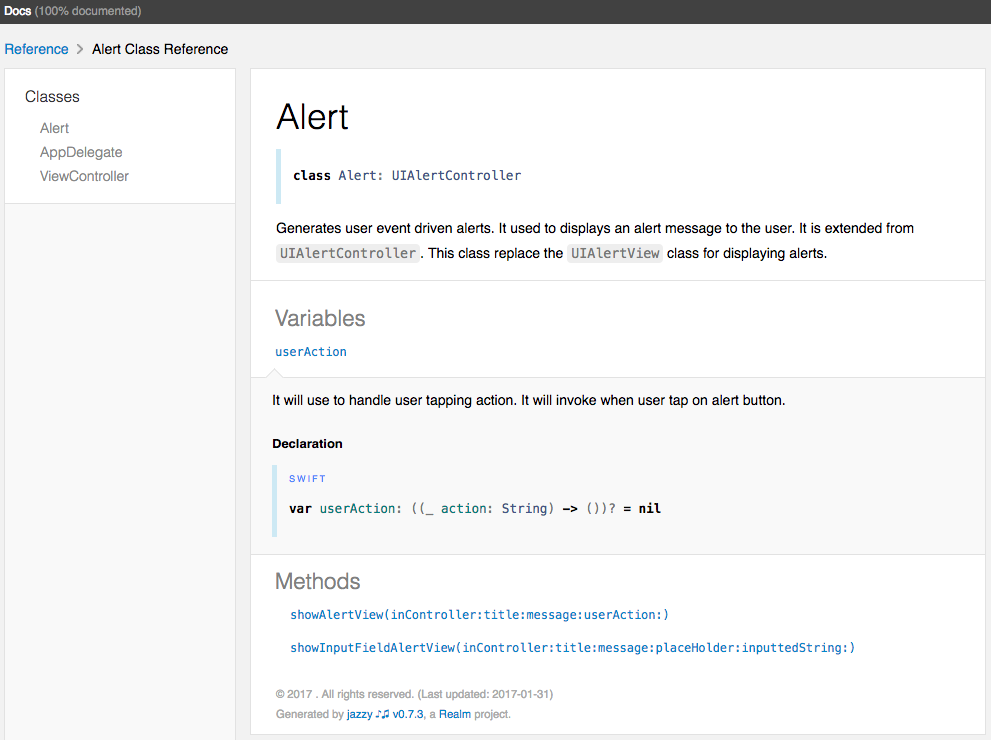 Docs (100% documented)
Reference > Alert Class Reference
Classes
Alert
AppDelegate
ViewController
Alert
class Alert: UIAlertController
Generates user event driven alerts. It used to displays an alert message to the user. It is extended from
UIAlertController. This class replace the UIAlertView class for displaying alerts.
Variables
userAction
It will use to handle user tapping action. It will invoke when user tap on alert button.
Declaration
SWIFT
var userAction: ((_ action: String) -> ())? = nil
Methods
showAlertView(inController:title:message:userAction:)
showInputFieldAlertView(inController:title:message:placeHolder:inputtedString:)
© 2017 . All rights reserved. (Last updated: 2017-01-31)
Generated by jazzy ♪♫ v0.7.3, a Realm project.